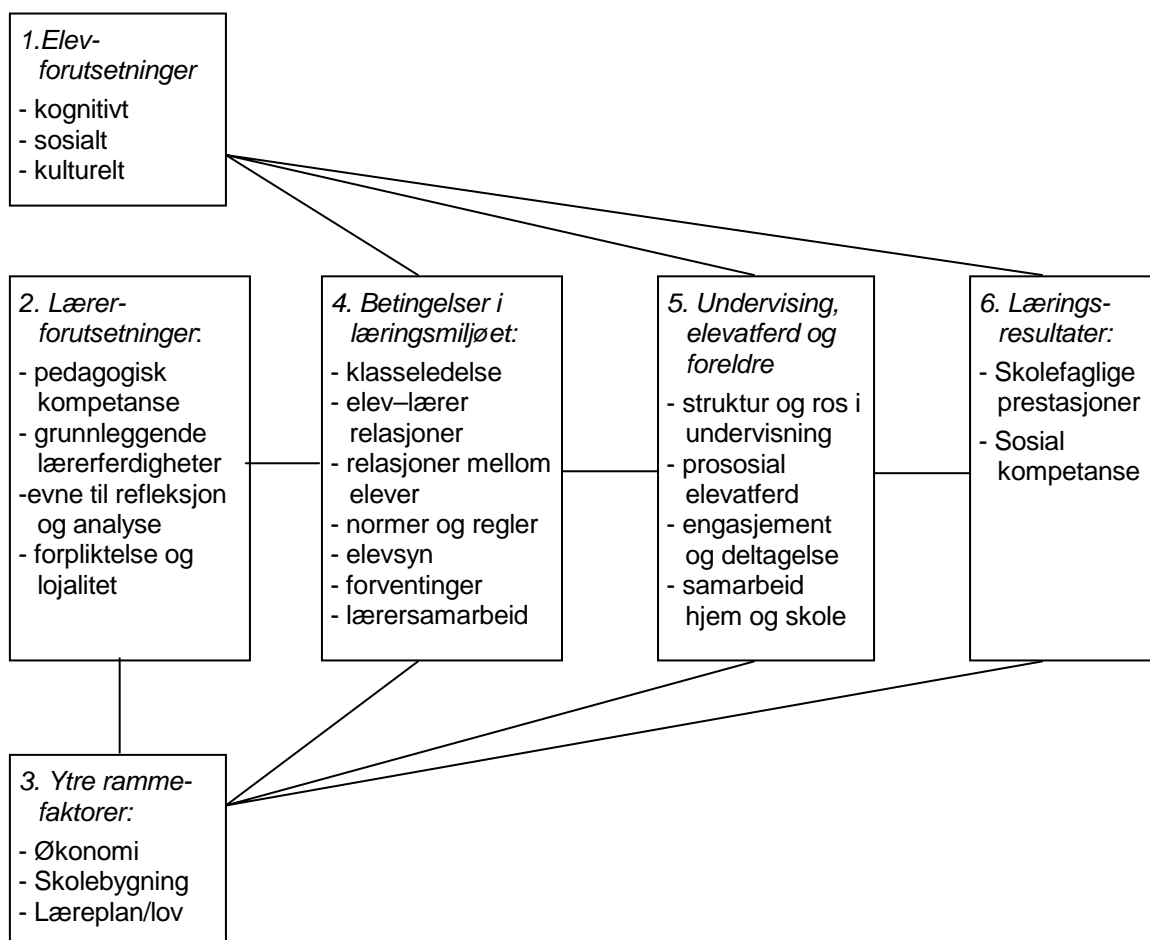 1.Elev-
forutsetninger
- kognitivt
- sosialt
- kulturelt
2. Lærer-
forutsetninger:
- pedagogisk
kompetanse
- grunnleggende
lærerferdigheter
-evne til refleksjon
og analyse
- forpliktelse og
lojalitet
4. Betingelser i
læringsmiljøet:
- klasseledelse
- elev–lærer
relasjoner
- relasjoner mellom
elever
- normer og regler
- elevsyn
- forventinger
- lærersamarbeid
5. Undervising,
elevatferd og
foreldre
- struktur og ros i
undervisning
- prososial
elevatferd
- engasjement
og deltagelse
- samarbeid
hjem og skole
6. Lærings-
resultater:
- Skolefaglige
prestasjoner
- Sosial
kompetanse
3. Ytre ramme-
faktorer:
- Økonomi
- Skolebygning
- Læreplan/lov